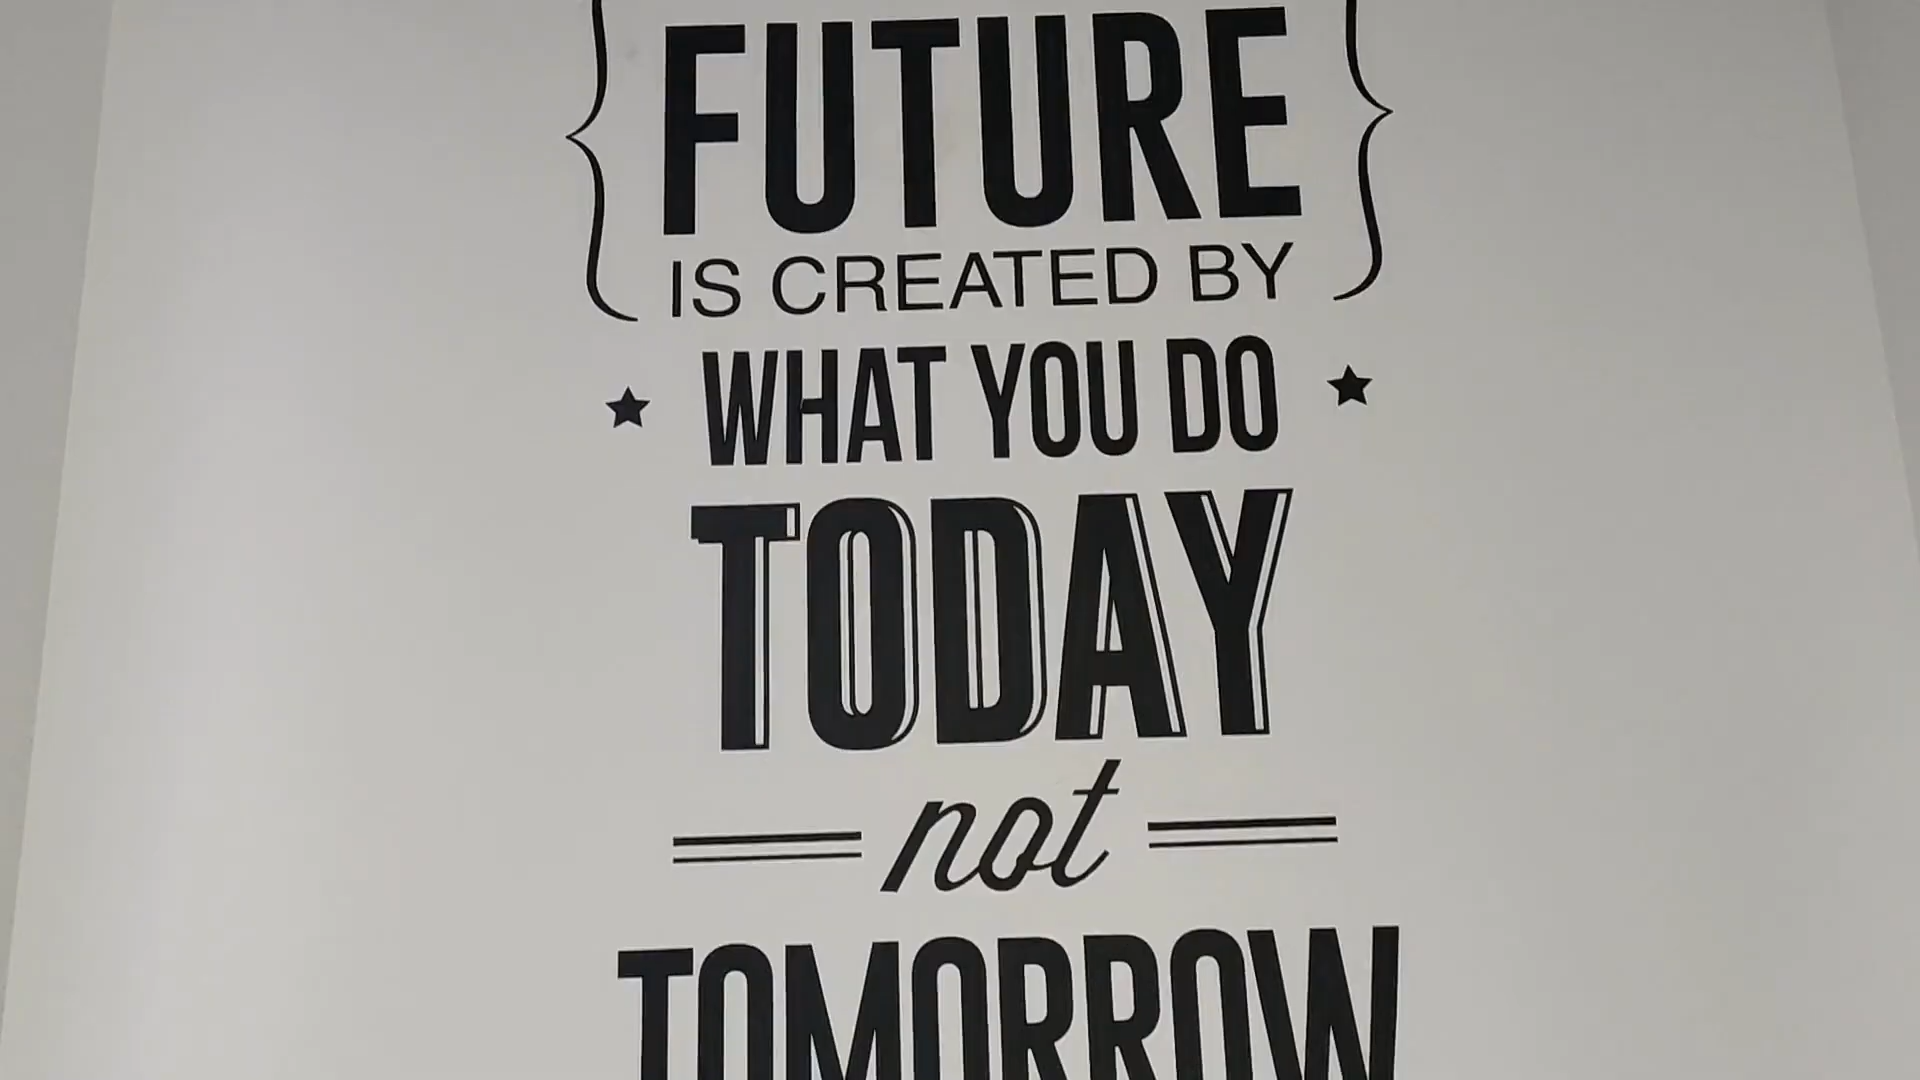 FUTURE
IS CREATED BY
WHAT YOU DO
TODAY
not
TOMORROW